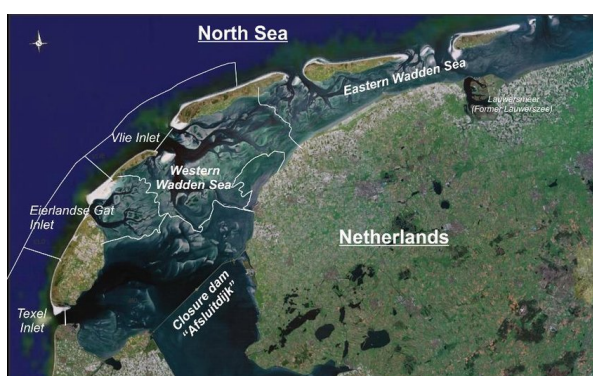 North Sea
Eastern Wadden Sea
Lauwersmeer
(Former Lauwerszee)
Vlie Inlet
Western
Wadden Sea
Eierlandse Gat
Inlet
Netherlands
Closure dam
"Afsluitdijk"
Texel
Inlet